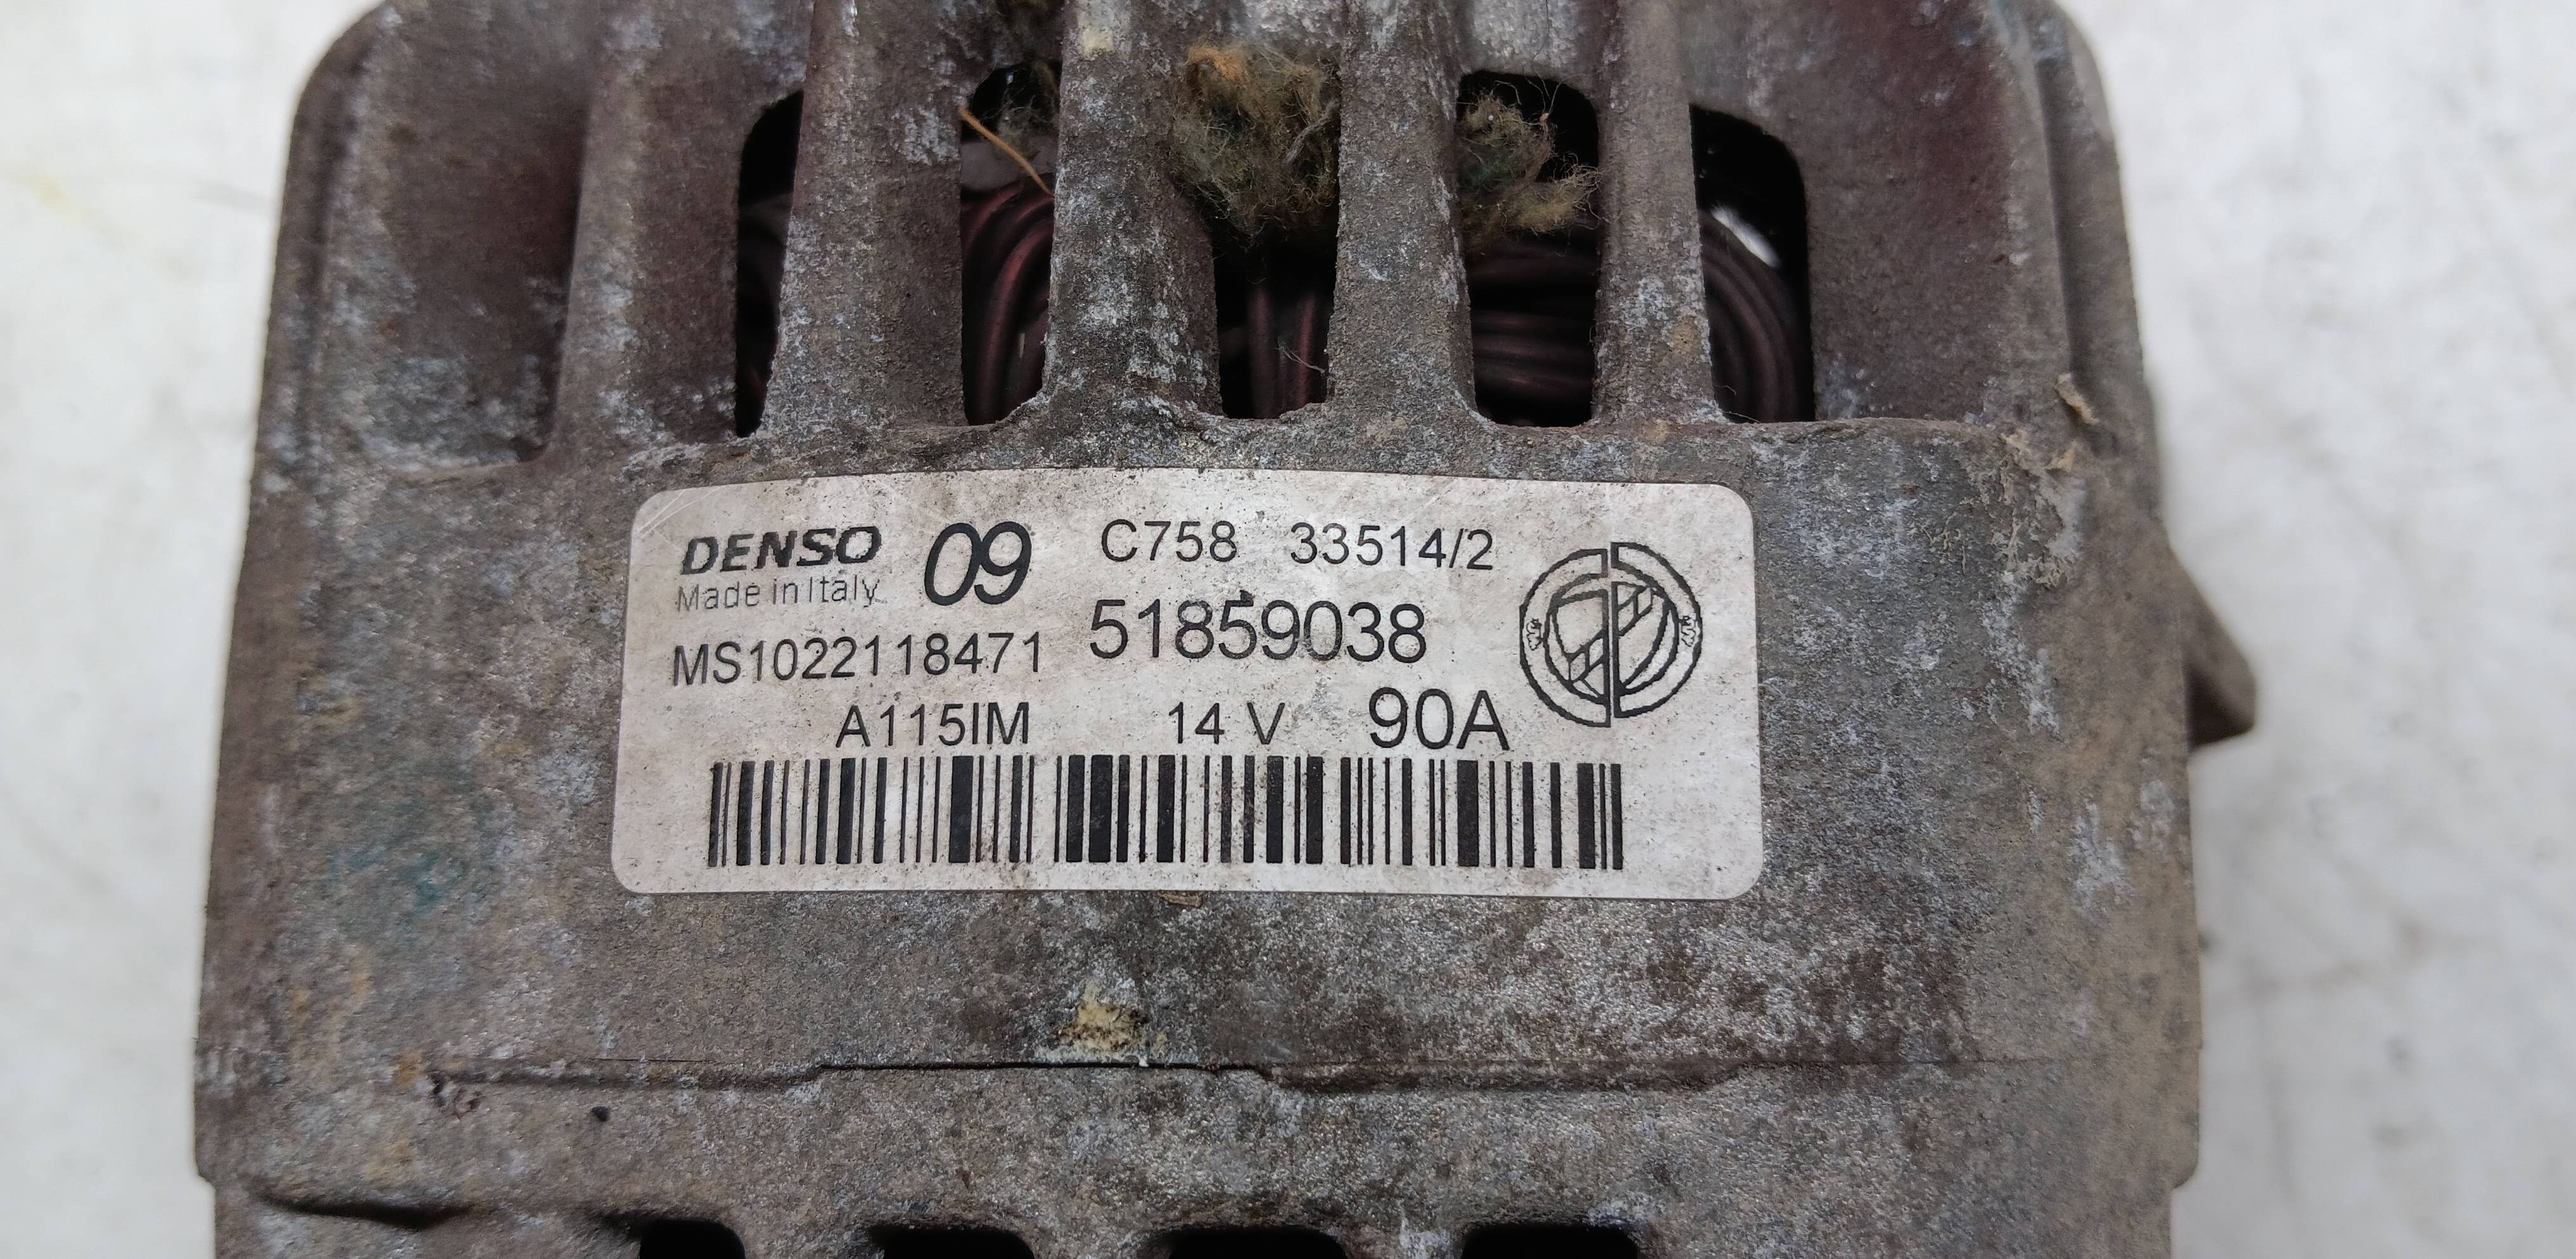 DENSO 09 C758 33514/2
Made in Italy
MS1022118471 51859038
A115IM 14 V 90A